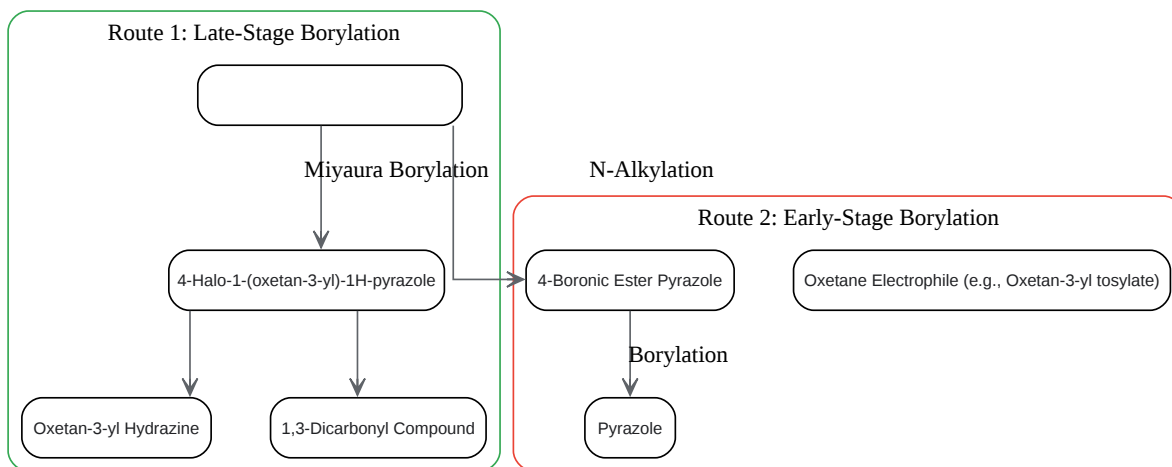 Route 1: Late-Stage Borylation
Miyaura Borylation
N-Alkylation
Route 2: Early-Stage Borylation
4-Halo-1-(oxetan-3-yl)-1H-pyrazole
4-Boronic Ester Pyrazole
Oxetane Electrophile (e.g., Oxetan-3-yl tosylate)
Borylation
Oxetan-3-yl Hydrazine
1,3-Dicarbonyl Compound
Pyrazole